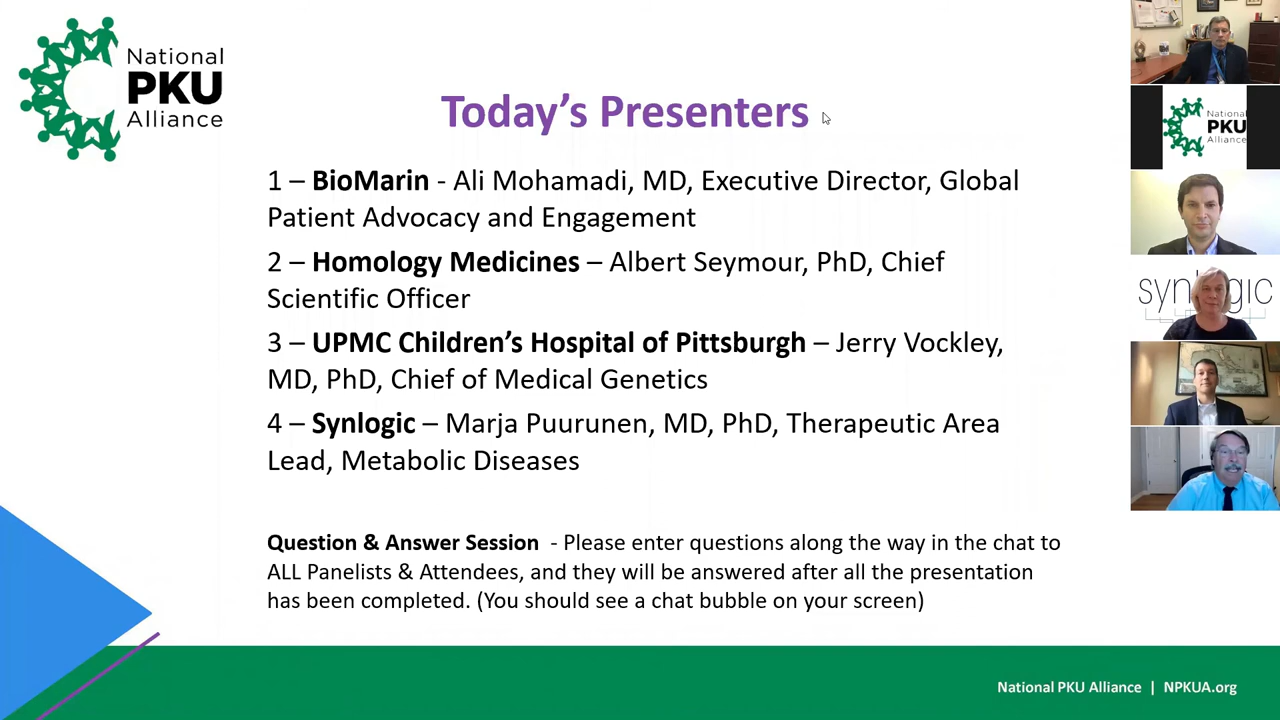 National
PKU
Alliance
Today's Presenters
1 – BioMarin - Ali Mohamadi, MD, Executive Director, Global
Patient Advocacy and Engagement
2 – Homology Medicines – Albert Seymour, PhD, Chief
Scientific Officer
3 – UPMC Children's Hospital of Pittsburgh – Jerry Vockley,
MD, PhD, Chief of Medical Genetics
4 – Synlogic – Marja Puurunen, MD, PhD, Therapeutic Area
Lead, Metabolic Diseases
Question & Answer Session - Please enter questions along the way in the chat to
ALL Panelists & Attendees, and they will be answered after all the presentation
has been completed. (You should see a chat bubble on your screen)
National PKU Alliance | NPKUA.org
National
PKU
Alliance
synlogic